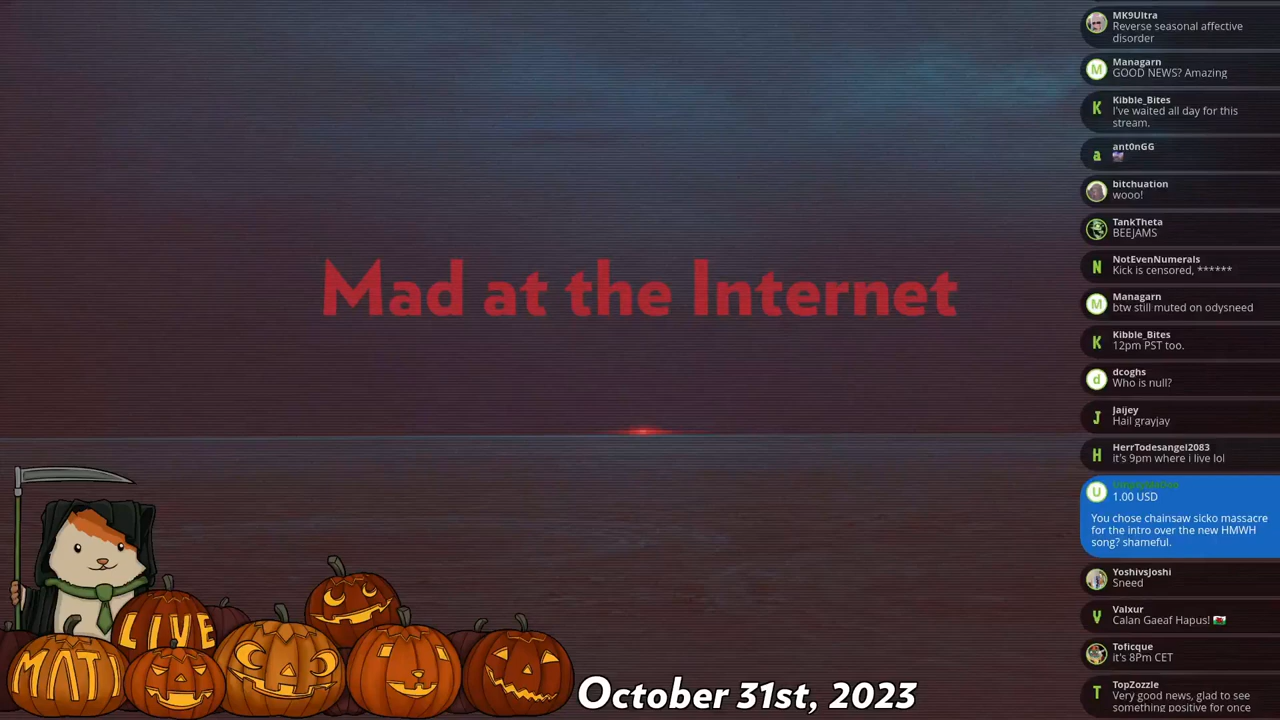 Mad at the Internet
LIVE
MATI
October 31st, 2023
MK9Ultra
Reverse seasonal affective
disorder
Managarn
GOOD NEWS? Amazing
Kibble_Bites
I've waited all day for this
stream.
ant0nGG
bitchuation
wooo!
TankTheta
BEEJAMS
NotEvenNumerals
Kick is censored, ******
Managarn
btw still muted on odysneed
Kibble_Bites
12pm PST too.
dcoghs
Who is null?
Jaijey
Hail grayjay
HerrTodesangel2083
it's 9pm where i live lol
1.00 USD
You chose chainsaw sicko massacre
for the intro over the new HMWH
song? shameful.
YoshivsJoshi
Sneed
Valxur
Calan Gaeaf Hapus!
Toficque
it's 8Pm CET
TopZozzle
Very good news, glad to see
something positive for once